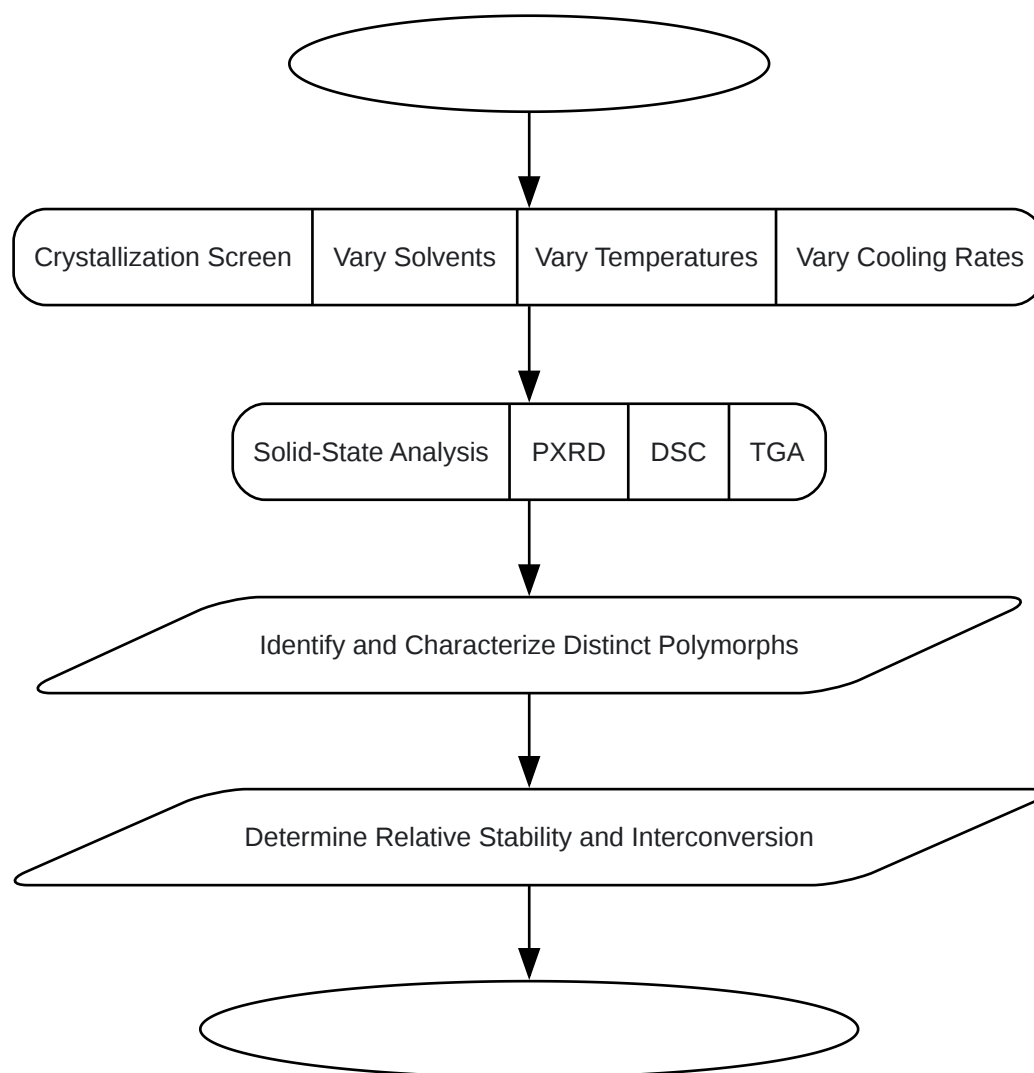 Crystallization Screen Vary Solvents Vary Temperatures Vary Cooling Rates
Solid-State Analysis PXRD DSC TGA
Identify and Characterize Distinct Polymorphs
Determine Relative Stability and Interconversion